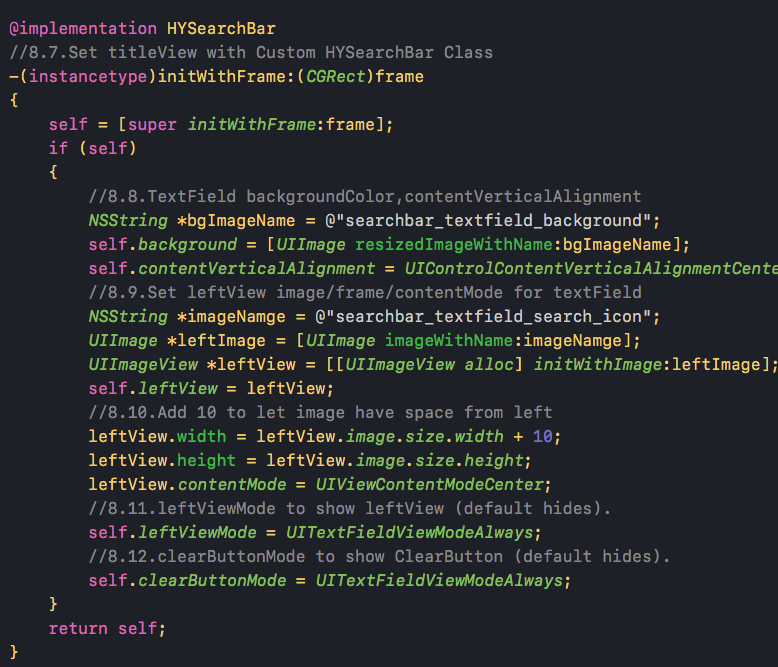 @implementation HYSearchBar
//8.7.Set titleView with Custom HYSearchBar Class
-(instancetype)initWithFrame:(CGRect)frame
{
    self = [super initWithFrame:frame];
    if (self)
    {
        //8.8.TextField backgroundColor,contentVerticalAlignment
        NSString *bgImageName = @"searchbar_textfield_background";
        self.background = [UIImage resizedImageWithName:bgImageName];
        self.contentVerticalAlignment = UIControlContentVerticalAlignmentCente
        //8.9.Set leftView image/frame/contentMode for textField
        NSString *imageNamge = @"searchbar_textfield_search_icon";
        UIImage *leftImage = [UIImage imageWithName:imageNamge];
        UIImageView *leftView = [[UIImageView alloc] initWithImage:leftImage];
        self.leftView = leftView;
        //8.10.Add 10 to let image have space from left
        leftView.width = leftView.image.size.width + 10;
        leftView.height = leftView.image.size.height;
        leftView.contentMode = UIViewContentModeCenter;
        //8.11.leftViewMode to show leftView (default hides).
        self.leftViewMode = UITextFieldViewModeAlways;
        //8.12.clearButtonMode to show ClearButton (default hides).
        self.clearButtonMode = UITextFieldViewModeAlways;
    }
    return self;
}